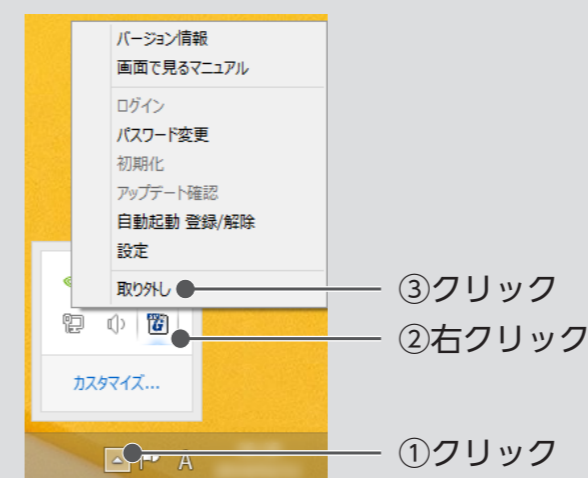 バージョン情報
画面で見るマニュアル
ログイン
パスワード変更
初期化
アップデート確認
自動起動 登録/解除
設定
取り外し
③クリック
②右クリック
カスタマイズ...
①クリック
A